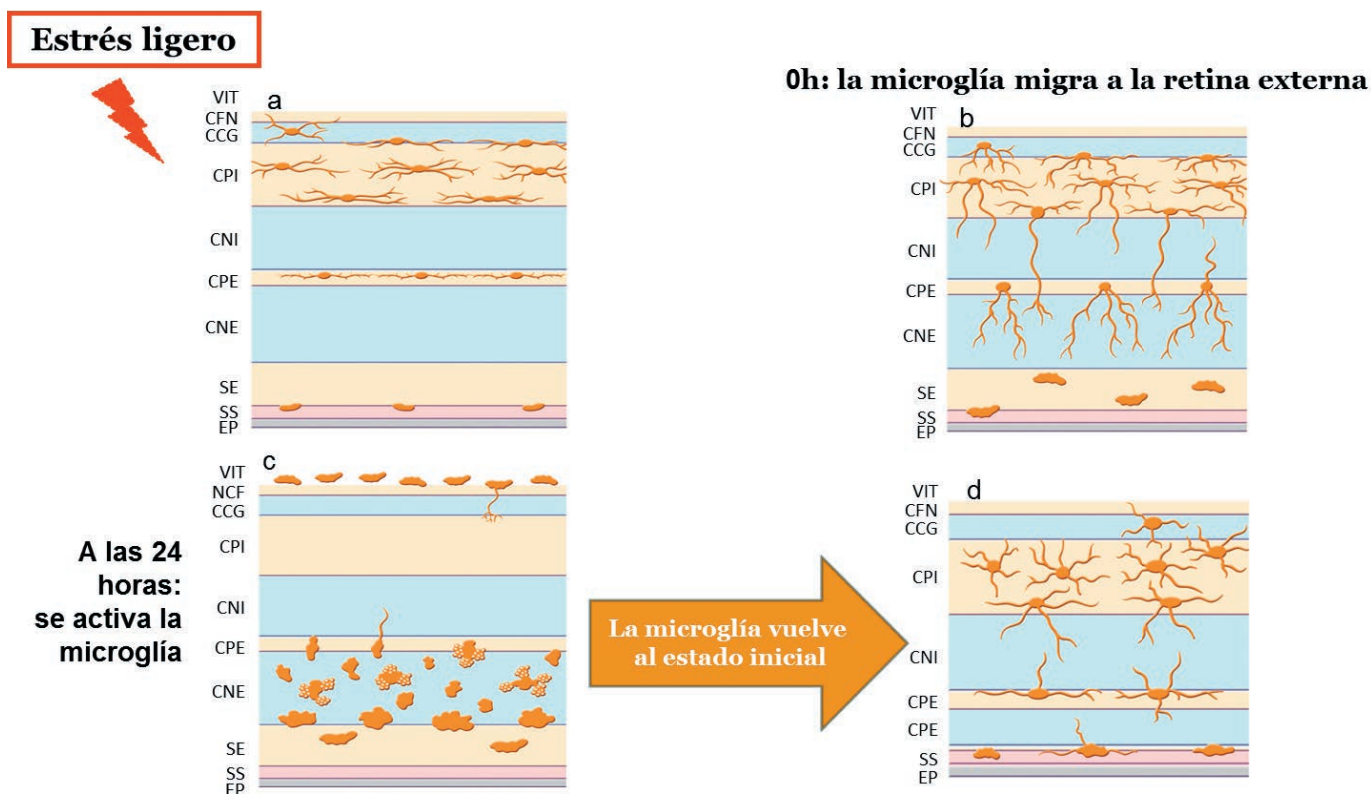 Estrés ligero
a
VIT
CFN
CCG
CPI
CNI
CPE
CNE
SE
SS
EP
0h: la microglía migra a la retina externa
b
VIT
CFN
CCG
CPI
CNI
CPE
CNE
SE
SS
EP
A las 24
horas:
se activa la
microglía
c
VIT
NCF
CCG
CPI
CNI
CPE
CNE
SE
SS
EP
La microglía vuelve
al estado inicial
d
VIT
CFN
CCG
CPI
CNI
CPE
CPE
SS
EP